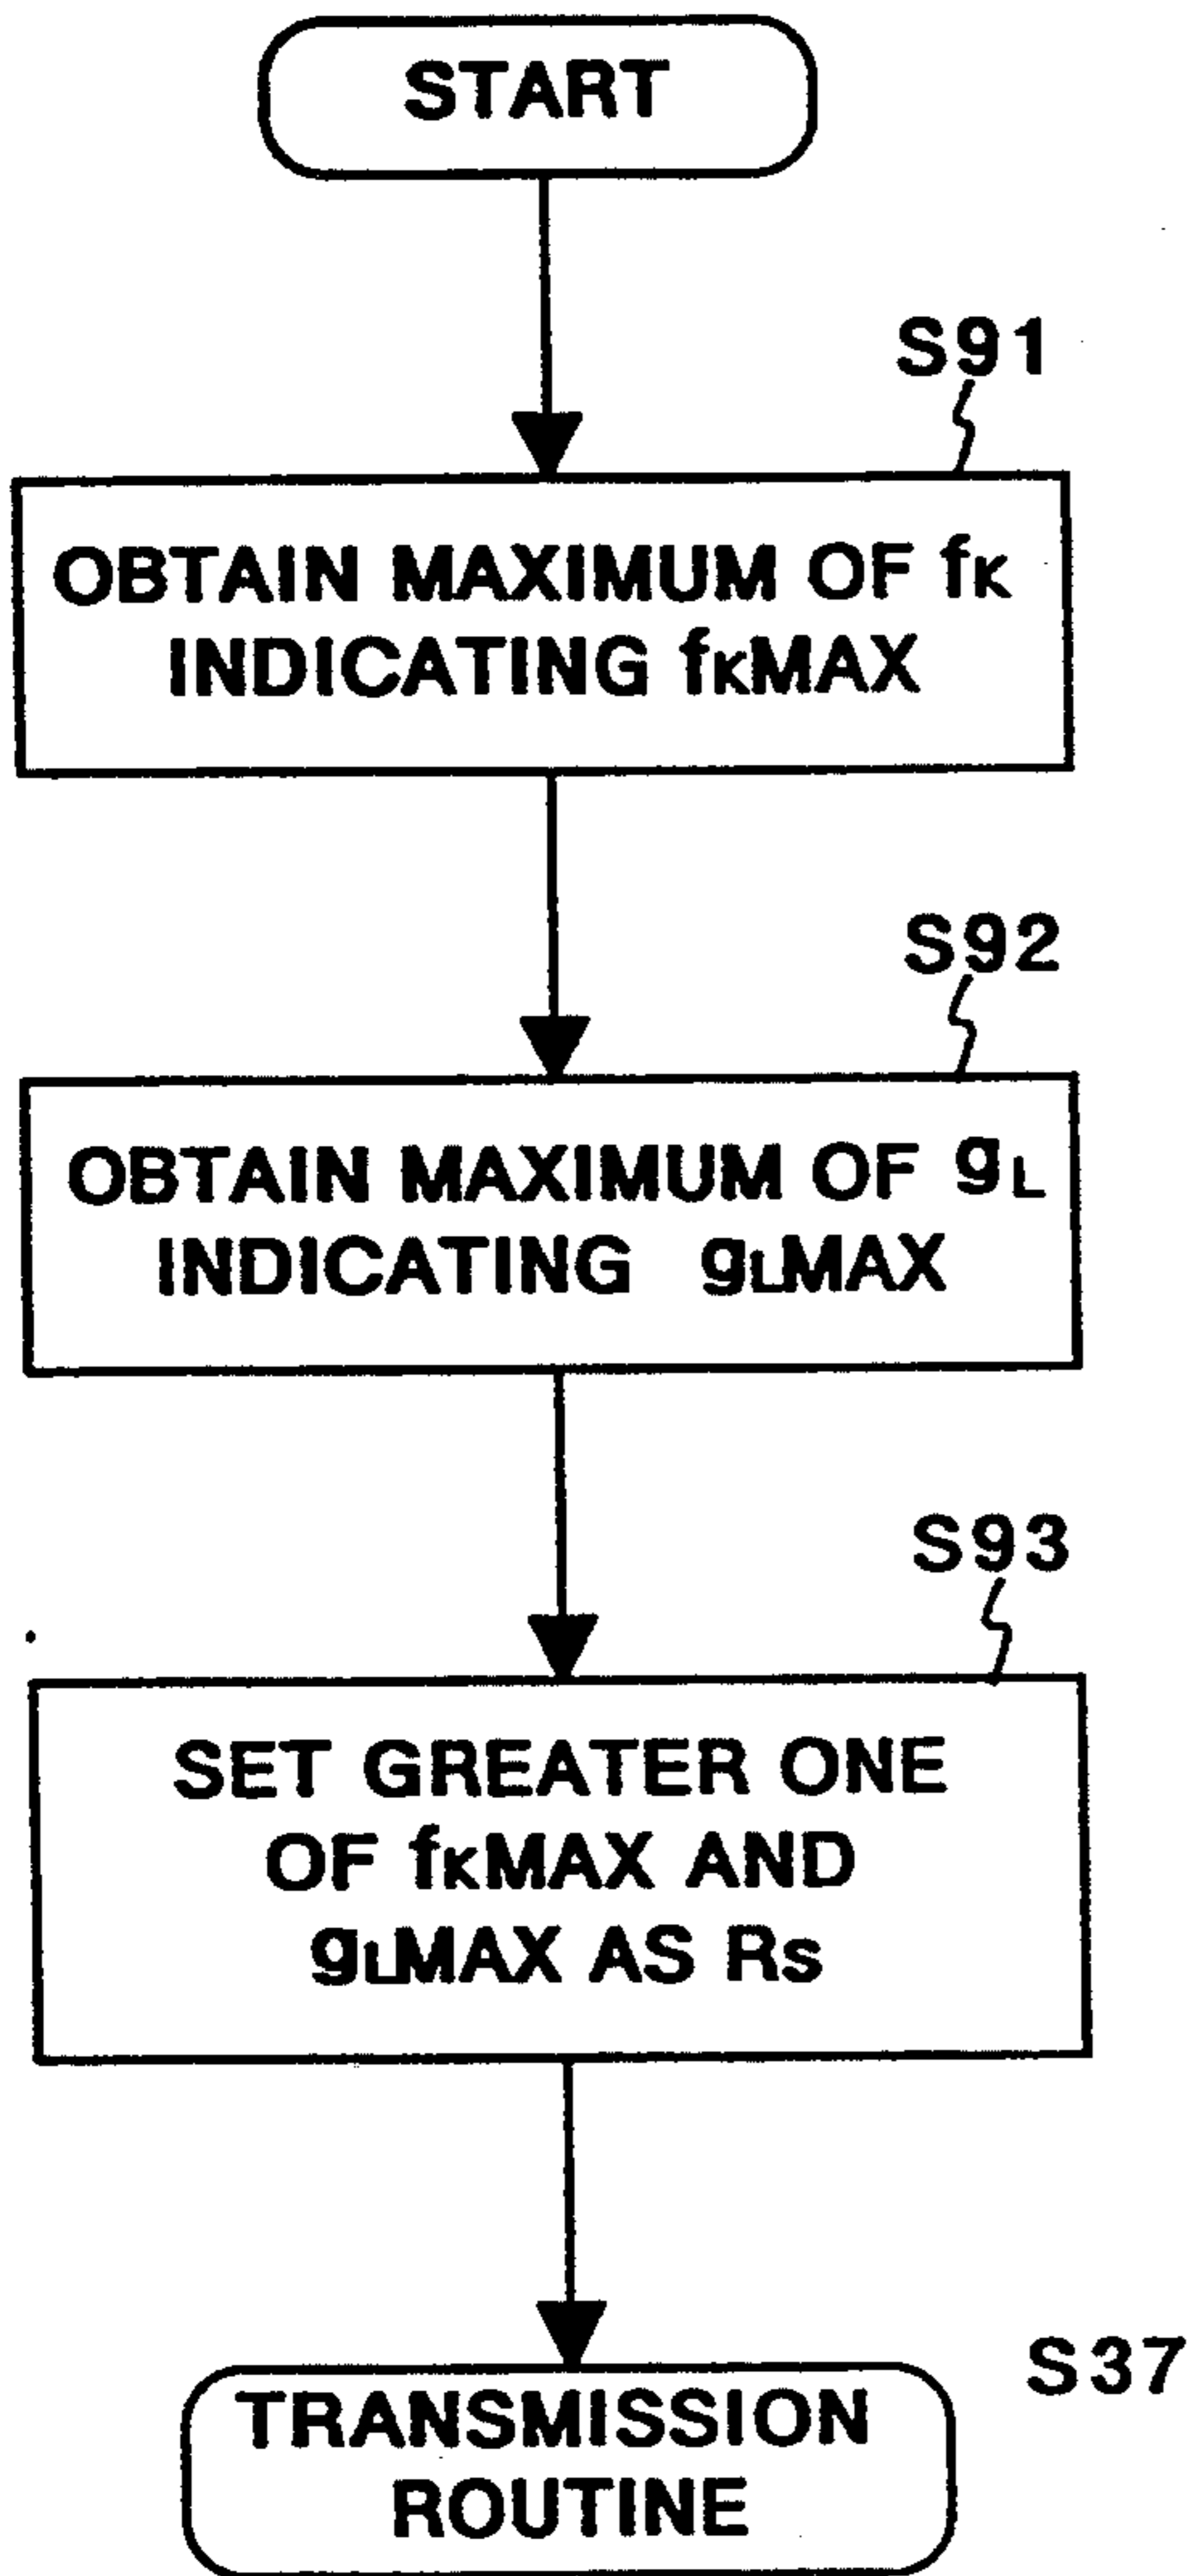 START
S91
OBTAIN MAXIMUM OF fK
INDICATING fKMAX
S92
OBTAIN MAXIMUM OF gL
INDICATING gLMAX
S93
SET GREATER ONE
OF fKMAX AND
gLMAX AS Rs
S37
TRANSMISSION
ROUTINE